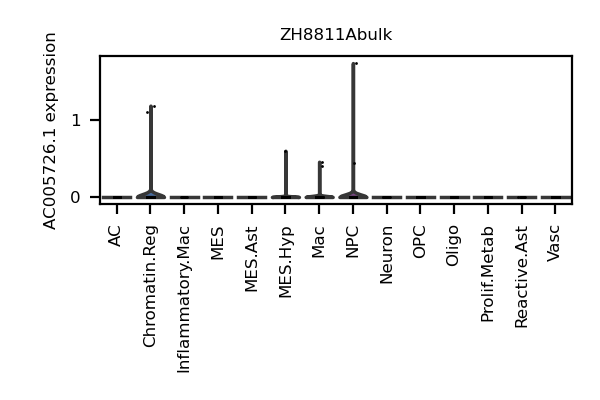 ZH8811Abulk
AC005726.1 expression
1
0
AC
Chromatin.Reg
Inflammatory.Mac
MES
MES.Ast
MES.Hyp
Mac
NPC
Neuron
OPC
Oligo
Prolif.Metab
Reactive.Ast
Vasc